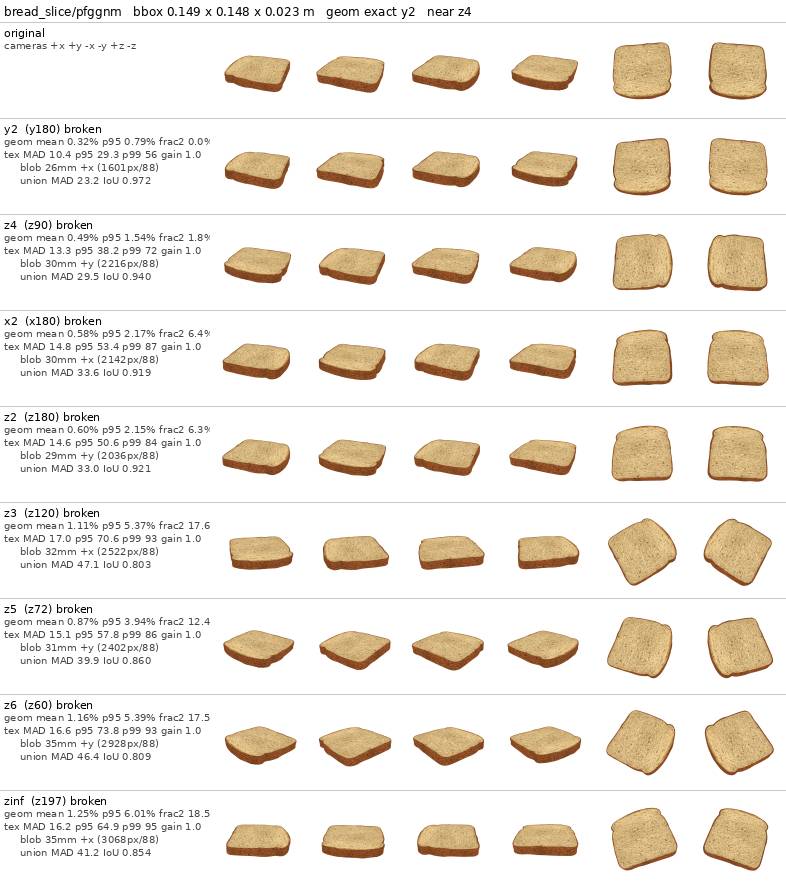 bread_slice/pfggnm   bbox 0.149 x 0.148 x 0.023 m   geom exact y2   near z4
original
cameras +x +y -x -y +z -z
y2  (y180) broken
geom mean 0.32% p95 0.79% frac2 0.0%
tex MAD 10.4 p95 29.3 p99 56 gain 1.0
blob 26mm +x (1601px/88)
union MAD 23.2 IoU 0.972
z4  (z90) broken
geom mean 0.49% p95 1.54% frac2 1.8%
tex MAD 13.3 p95 38.2 p99 72 gain 1.0
blob 30mm +y (2216px/88)
union MAD 29.5 IoU 0.940
x2  (x180) broken
geom mean 0.58% p95 2.17% frac2 6.4%
tex MAD 14.8 p95 53.4 p99 87 gain 1.0
blob 30mm +x (2142px/88)
union MAD 33.6 IoU 0.919
z2  (z180) broken
geom mean 0.60% p95 2.15% frac2 6.3%
tex MAD 14.6 p95 50.6 p99 84 gain 1.0
blob 29mm +y (2036px/88)
union MAD 33.0 IoU 0.921
z3  (z120) broken
geom mean 1.11% p95 5.37% frac2 17.6
tex MAD 17.0 p95 70.6 p99 93 gain 1.0
blob 32mm +x (2522px/88)
union MAD 47.1 IoU 0.803
z5  (z72) broken
geom mean 0.87% p95 3.94% frac2 12.4
tex MAD 15.1 p95 57.8 p99 86 gain 1.0
blob 31mm +y (2402px/88)
union MAD 39.9 IoU 0.860
z6  (z60) broken
geom mean 1.16% p95 5.39% frac2 17.5
tex MAD 16.6 p95 73.8 p99 93 gain 1.0
blob 35mm +y (2928px/88)
union MAD 46.4 IoU 0.809
zinf  (z197) broken
geom mean 1.25% p95 6.01% frac2 18.5
tex MAD 16.2 p95 64.9 p99 95 gain 1.0
blob 35mm +x (3068px/88)
union MAD 41.2 IoU 0.854